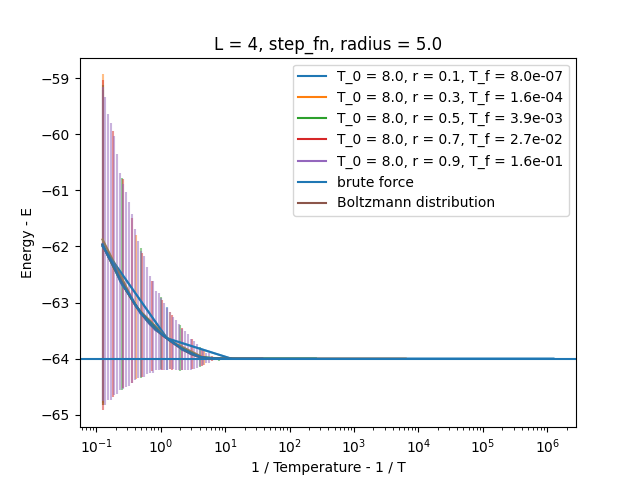 L = 4, step_fn, radius = 5.0
T_0 = 8.0, r = 0.1, T_f = 8.0e-07
T_0 = 8.0, r = 0.3, T_f = 1.6e-04
T_0 = 8.0, r = 0.5, T_f = 3.9e-03
T_0 = 8.0, r = 0.7, T_f = 2.7e-02
T_0 = 8.0, r = 0.9, T_f = 1.6e-01
brute force
Boltzmann distribution
Energy - E
−59
−60
−61
−62
−63
−64
−65
10⁻¹ 10⁰ 10¹ 10² 10³ 10⁴ 10⁵ 10⁶
1 / Temperature - 1 / T